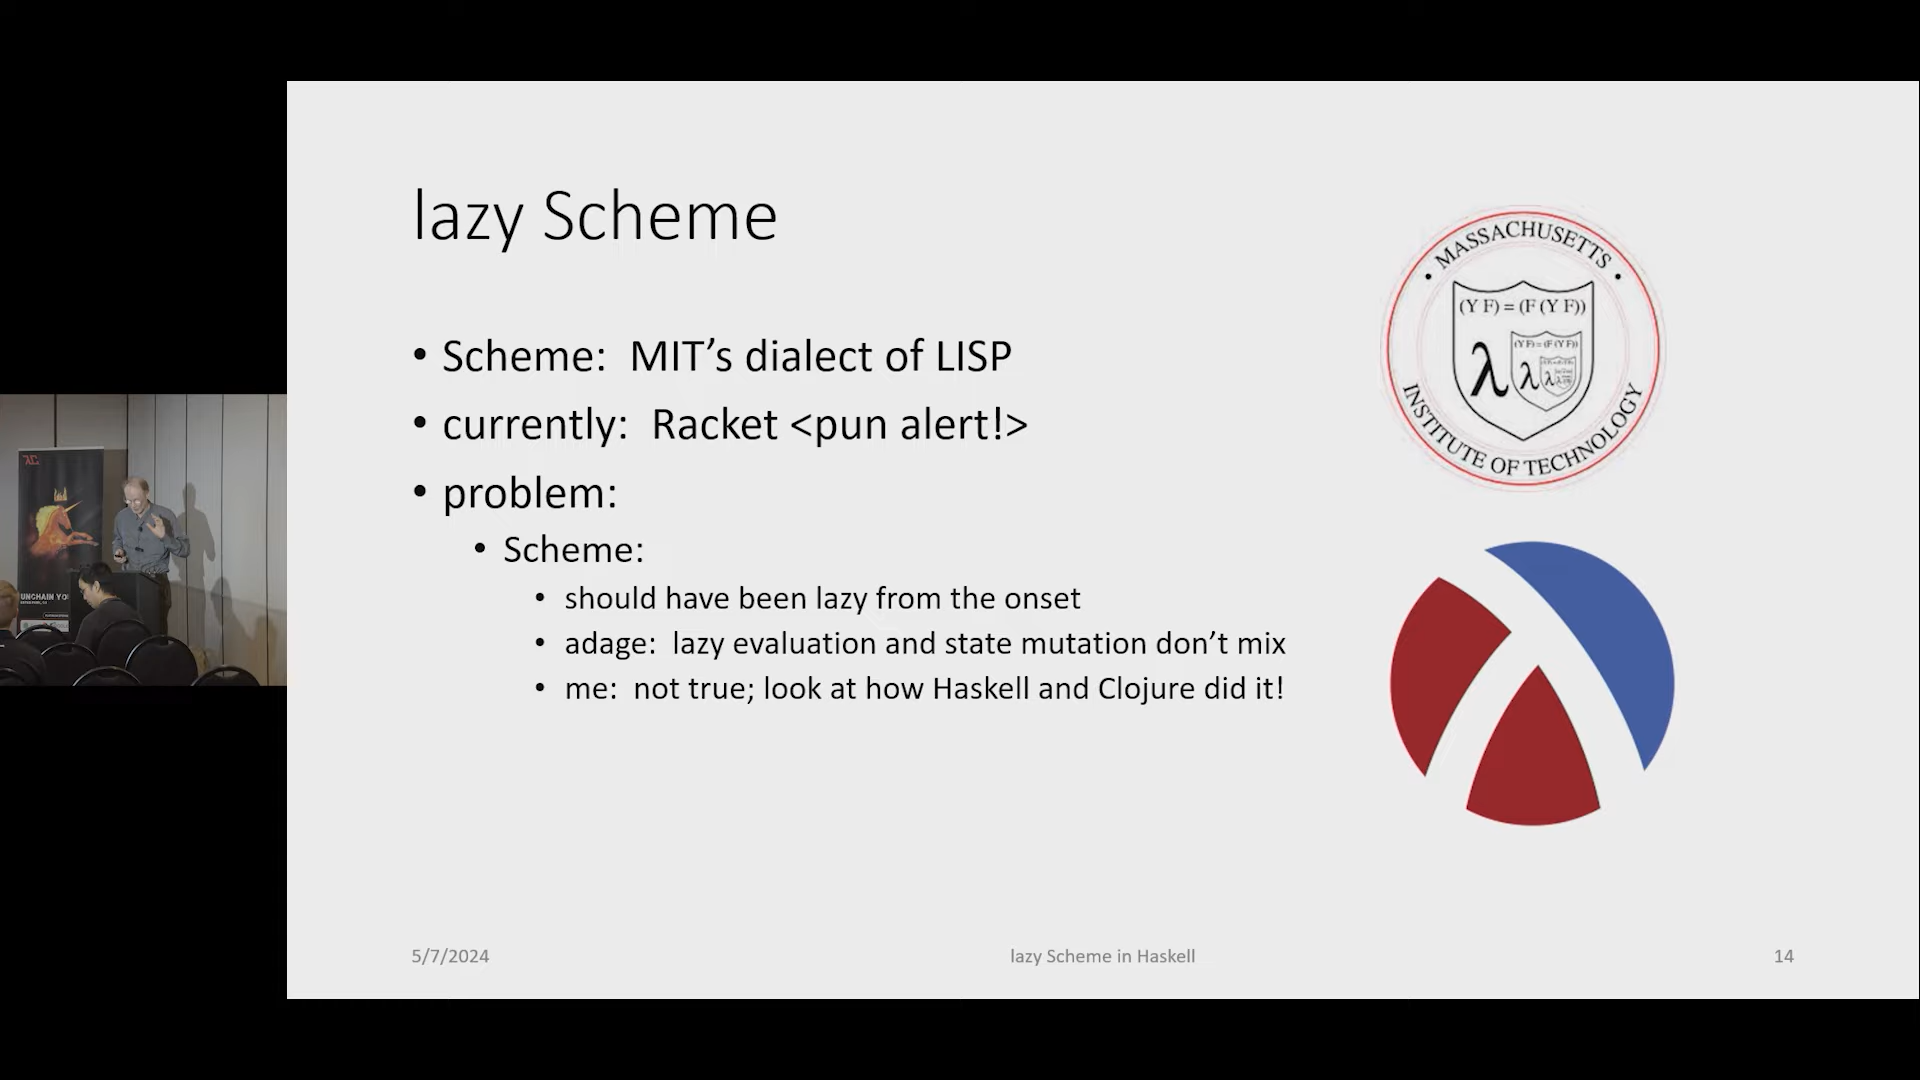 lazy Scheme
• Scheme:  MIT’s dialect of LISP
• currently:  Racket <pun alert!>
• problem:
• Scheme:
• should have been lazy from the onset
• adage:  lazy evaluation and state mutation don’t mix
• me:  not true; look at how Haskell and Clojure did it!
• MASSACHUSETTS •
INSTITUTE OF TECHNOLOGY
(Y F) = (F (Y F))
λ
(Y F) = (F (Y F))
λ
5/7/2024
lazy Scheme in Haskell
14
UNCHAIN YO